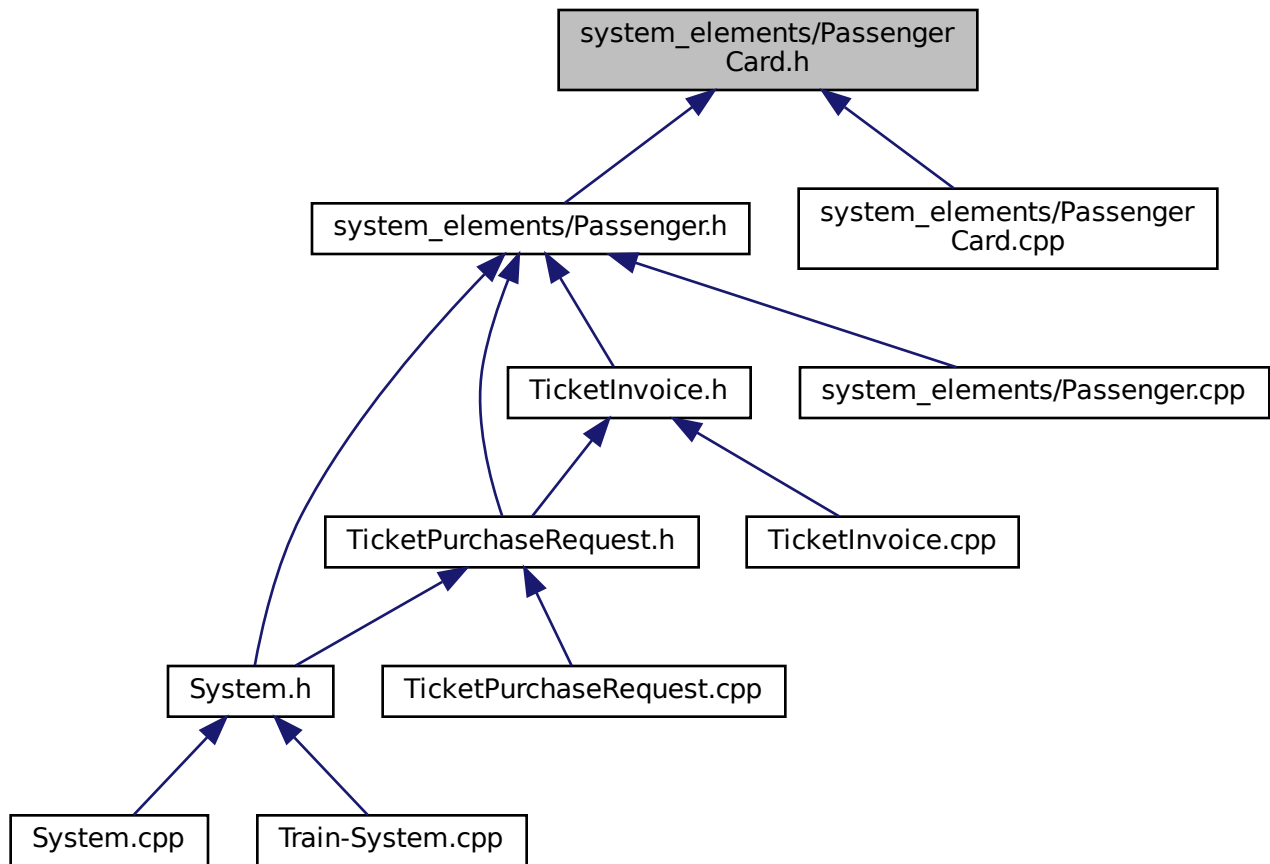 system_elements/Passenger
Card.h
system_elements/Passenger.h
system_elements/Passenger
Card.cpp
TicketInvoice.h
system_elements/Passenger.cpp
TicketPurchaseRequest.h
TicketInvoice.cpp
System.h
TicketPurchaseRequest.cpp
System.cpp
Train-System.cpp